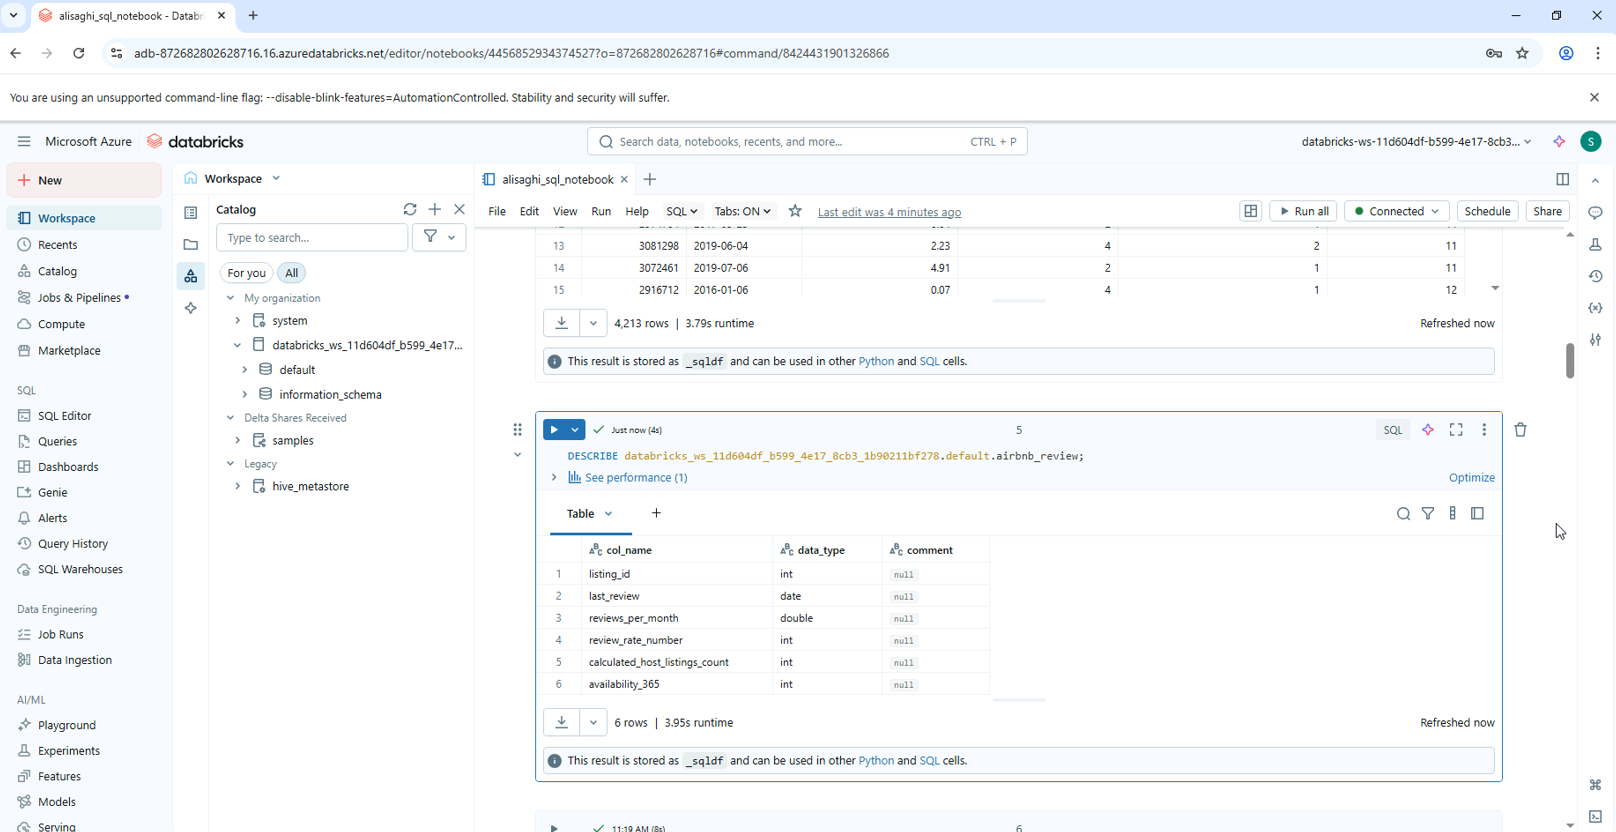 alisaghi_sql_notebook - Databri
adb-872682802628716.16.azuredatabricks.net/editor/notebooks/4456852934374527?o=872682802628716#command/8424431901326866
You are using an unsupported command-line flag: --disable-blink-features=AutomationControlled. Stability and security will suffer.
Microsoft Azure databricks
Search data, notebooks, recents, and more... CTRL + P
databricks-ws-11d604df-b599-4e17-8cb3... S
New
Workspace
Recents
Catalog
Jobs & Pipelines
Compute
Marketplace
SQL
SQL Editor
Queries
Dashboards
Genie
Alerts
Query History
SQL Warehouses
Data Engineering
Job Runs
Data Ingestion
AI/ML
Playground
Experiments
Features
Models
Serving
Workspace
Catalog
Type to search...
For you All
My organization
system
databricks_ws_11d604df_b599_4e17...
default
information_schema
Delta Shares Received
samples
Legacy
hive_metastore
alisaghi_sql_notebook
File Edit View Run Help SQL Tabs: ON Last edit was 4 minutes ago Run all Connected Schedule Share
13 3081298 2019-06-04 2.23 4 2 11
14 3072461 2019-07-06 4.91 2 1 11
15 2916712 2016-01-06 0.07 4 1 12
4,213 rows | 3.79s runtime Refreshed now
This result is stored as _sqldf and can be used in other Python and SQL cells.
Just now (4s) 5 SQL
DESCRIBE databricks_ws_11d604df_b599_4e17_8cb3_1b90211bf278.default.airbnb_review;
See performance (1) Optimize
Table
col_name data_type comment
1 listing_id int null
2 last_review date null
3 reviews_per_month double null
4 review_rate_number int null
5 calculated_host_listings_count int null
6 availability_365 int null
6 rows | 3.95s runtime Refreshed now
This result is stored as _sqldf and can be used in other Python and SQL cells.
11:19 AM (8s) 6